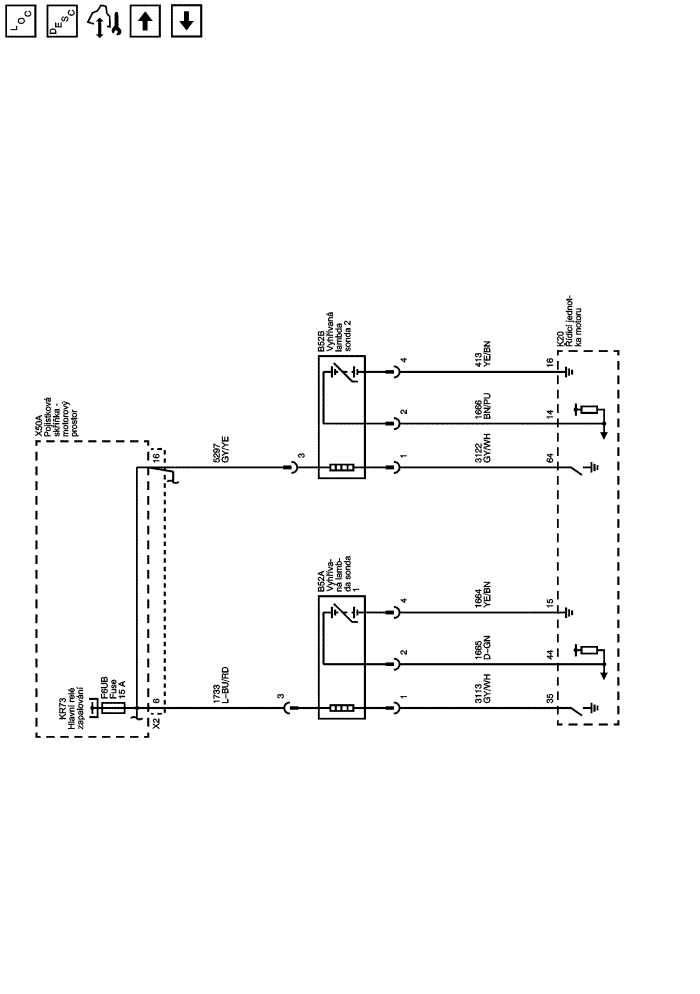 LOC
DESC
X50A
Pojistková
skříňka -
motorový
prostor
KR73
Hlavní relé
zapalování
F6UB
Fuse
15 A
X2
6
16
1733
L-BU/RD
5297
GY/YE
3
3
B52A
Vyhříva-
ná lamb-
da sonda
1
B52B
Vyhřívaná
lambda
sonda 2
1
2
4
1
2
4
3113
GY/WH
1665
D-GN
1664
YE/BN
3122
GY/WH
1666
BN/PU
413
YE/BN
35
44
15
64
14
16
K20
Řídící jednot-
ka motoru